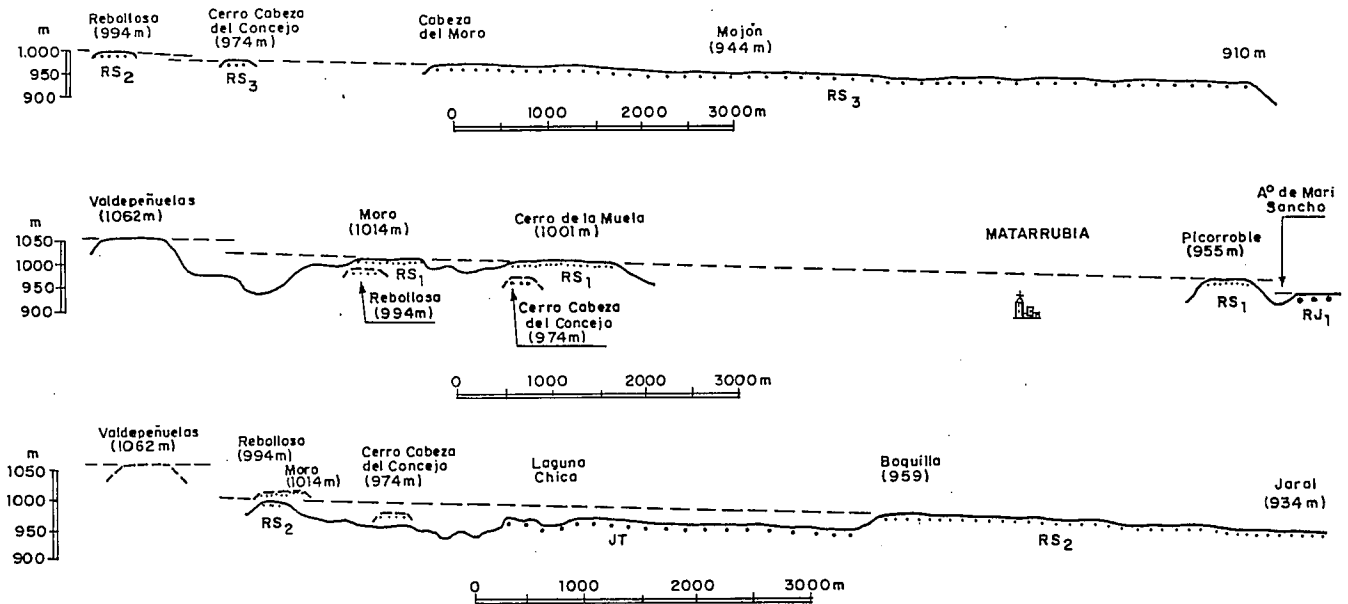 Rebollosa
(994m)
Cerro Cabeza
del Concejo
(974m)
Cabeza
del Moro
Mojón
(944m)
910 m
m
1.000
950
900
RS2
RS3
RS3
0 1000 2000 3000m
Valdepeñuelas
(1062m)
Moro
(1014m)
Cerro de la Muela
(1001m)
MATARRUBIA
Picorroble
(955m)
Aº de Mari
Sancho
m
1050
1000
950
900
RS1
RS1
RS1
RJ1
Rebollosa
(994m)
Cerro Cabeza
del Concejo
(974m)
0 1000 2000 3000m
Valdepeñuelas
(1062m)
Rebollosa
(994m)
Moro
(1014m)
Cerro Cabeza
del Concejo
(974m)
Laguna
Chica
Boquilla
(959)
Jaral
(934m)
m
1050
1000
950
900
RS2
JT
RS2
0 1000 2000 3000m